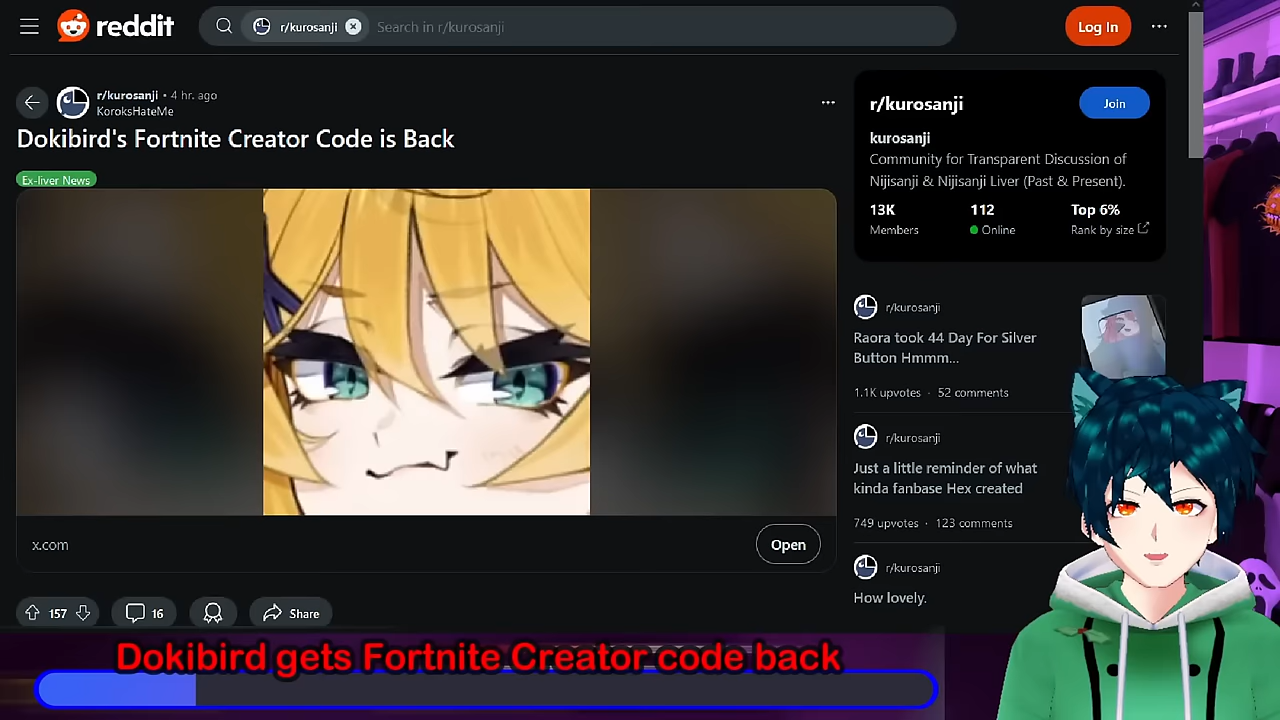 reddit
r/kurosanji
Search in r/kurosanji
Log In
r/kurosanji • 4 hr. ago
KoroksHateMe
Dokibird's Fortnite Creator Code is Back
Ex-liver News
x.com
Open
157
16
Share
r/kurosanji
Join
kurosanji
Community for Transparent Discussion of
Nijisanji & Nijisanji Liver (Past & Present).
13K
112
Top 6%
Members
Online
Rank by size
r/kurosanji
Raora took 44 Day For Silver
Button Hmmm...
1.1K upvotes · 52 comments
r/kurosanji
Just a little reminder of what
kinda fanbase Hex created
749 upvotes · 123 comments
r/kurosanji
How lovely.
Dokibird gets Fortnite Creator code back